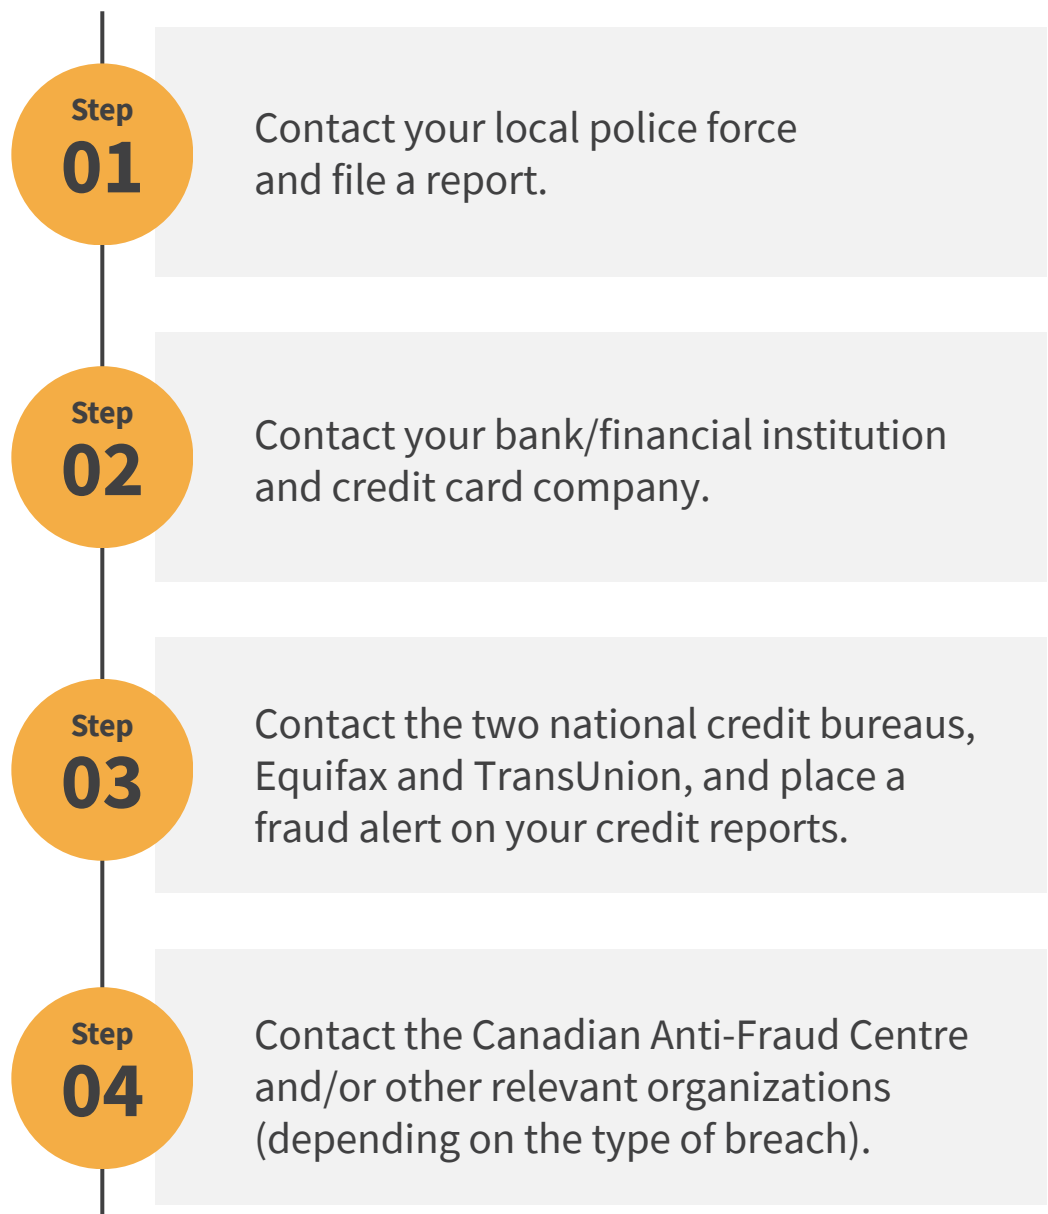 Step
01
Contact your local police force
and file a report.
Step
02
Contact your bank/financial institution
and credit card company.
Step
03
Contact the two national credit bureaus,
Equifax and TransUnion, and place a
fraud alert on your credit reports.
Step
04
Contact the Canadian Anti-Fraud Centre
and/or other relevant organizations
(depending on the type of breach).